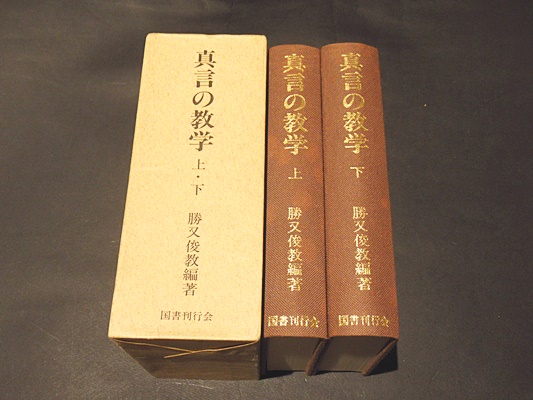 真言の教学
上・下
勝又俊教編著
国書刊行会
真言の教学
上
勝又俊教編著
国書刊行会
真言の教学
下
勝又俊教編著
国書刊行会